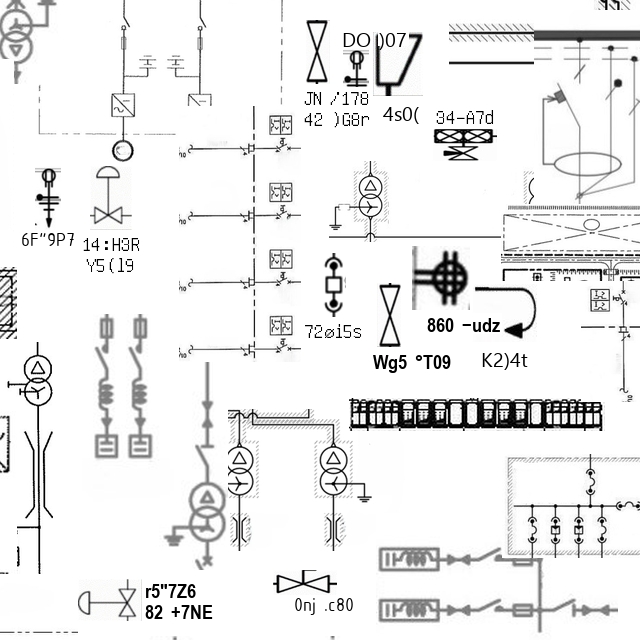 DO )07
JN /178
42 )G8r
4s0(
34-A7d
6F"9P7
14:H3R
Y5(l9
72øi5s
860 –udz
Wg5 °T09
K2)4t
r5"7Z6
82 +7NE
0nj .c80